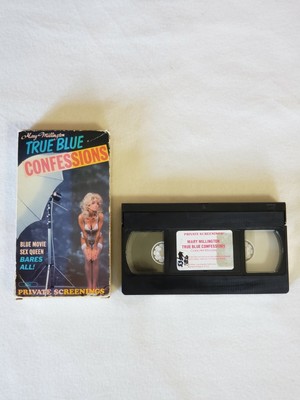 Mary Millington
TRUE BLUE
CONFESSIONS
BLUE MOVIE
SEX QUEEN
BARES
ALL!
PRIVATE SCREENINGS
PRIVATE SCREENINGS
MARY MILLINGTON
TRUE BLUE CONFESSIONS